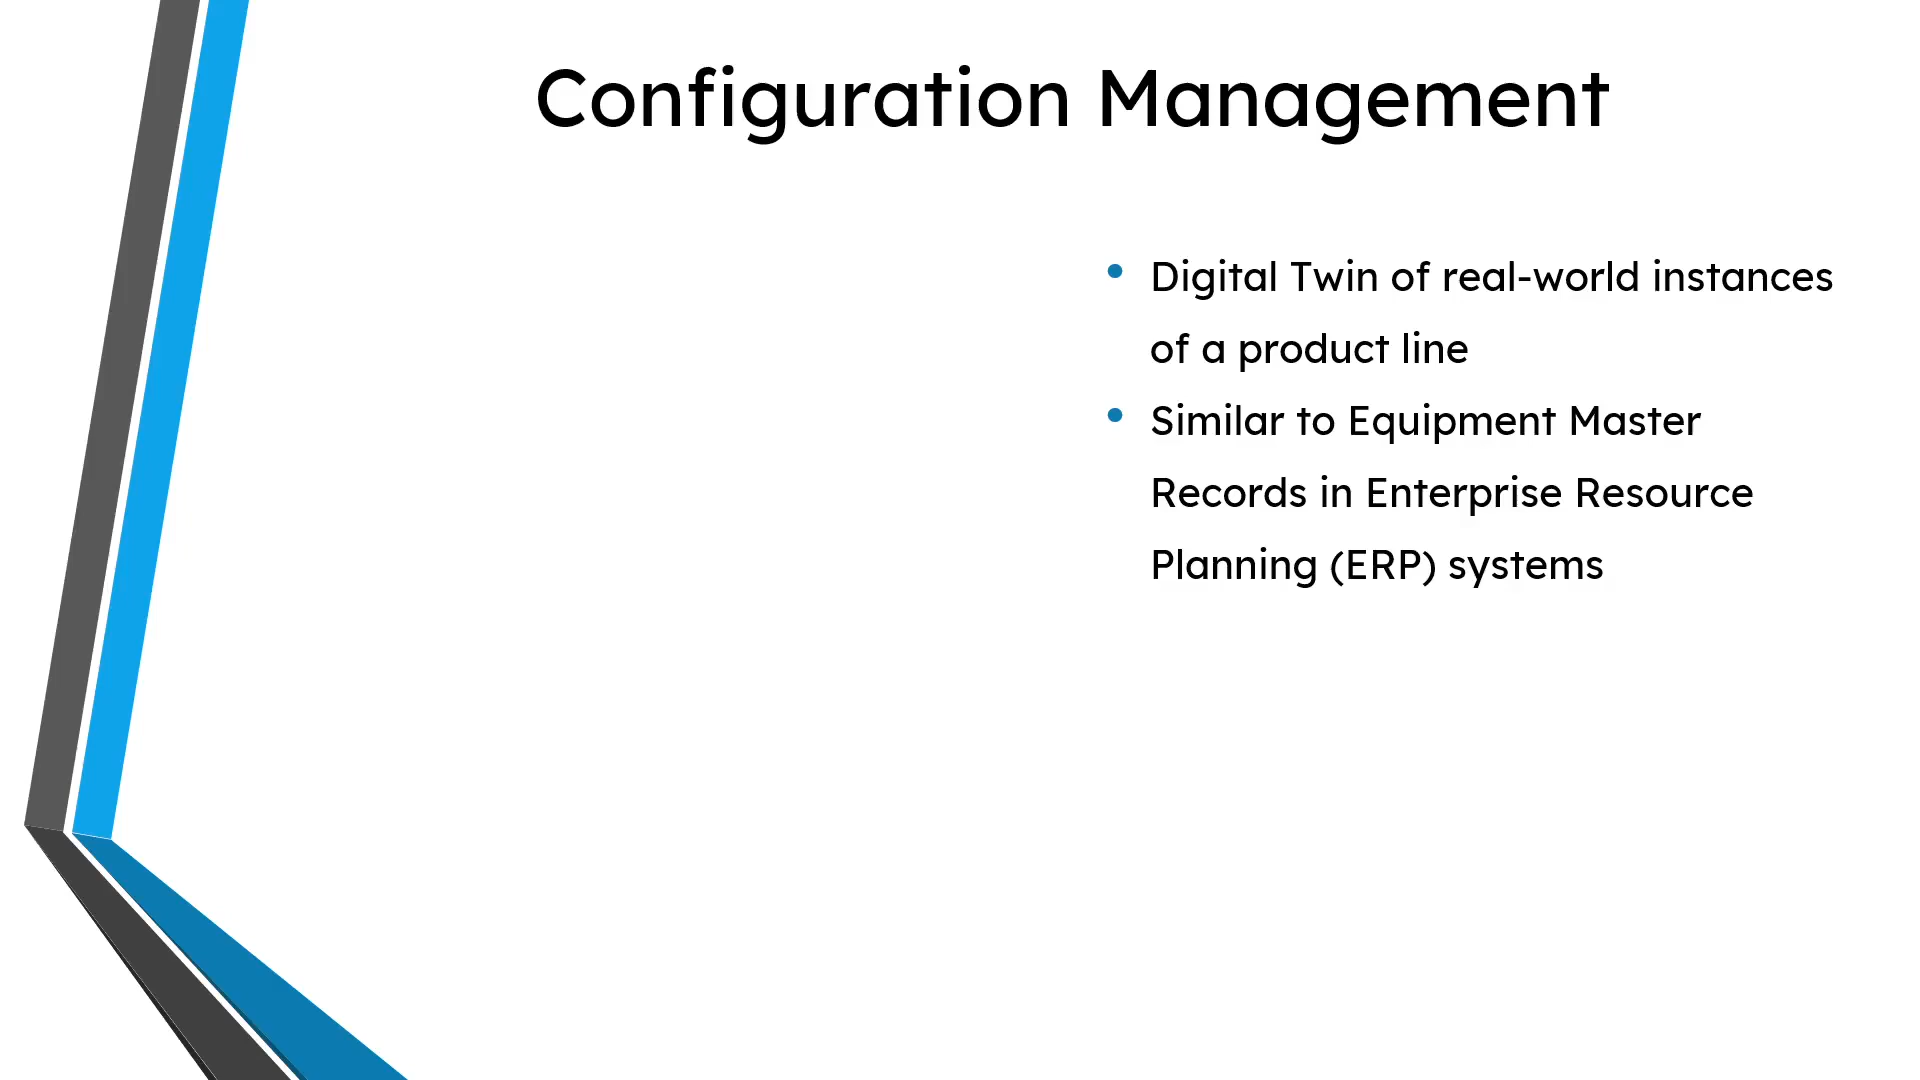 Configuration Management
• Digital Twin of real-world instances
of a product line
• Similar to Equipment Master
Records in Enterprise Resource
Planning (ERP) systems